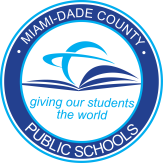 • MIAMI-DADE COUNTY •
giving our students
the world
PUBLIC SCHOOLS